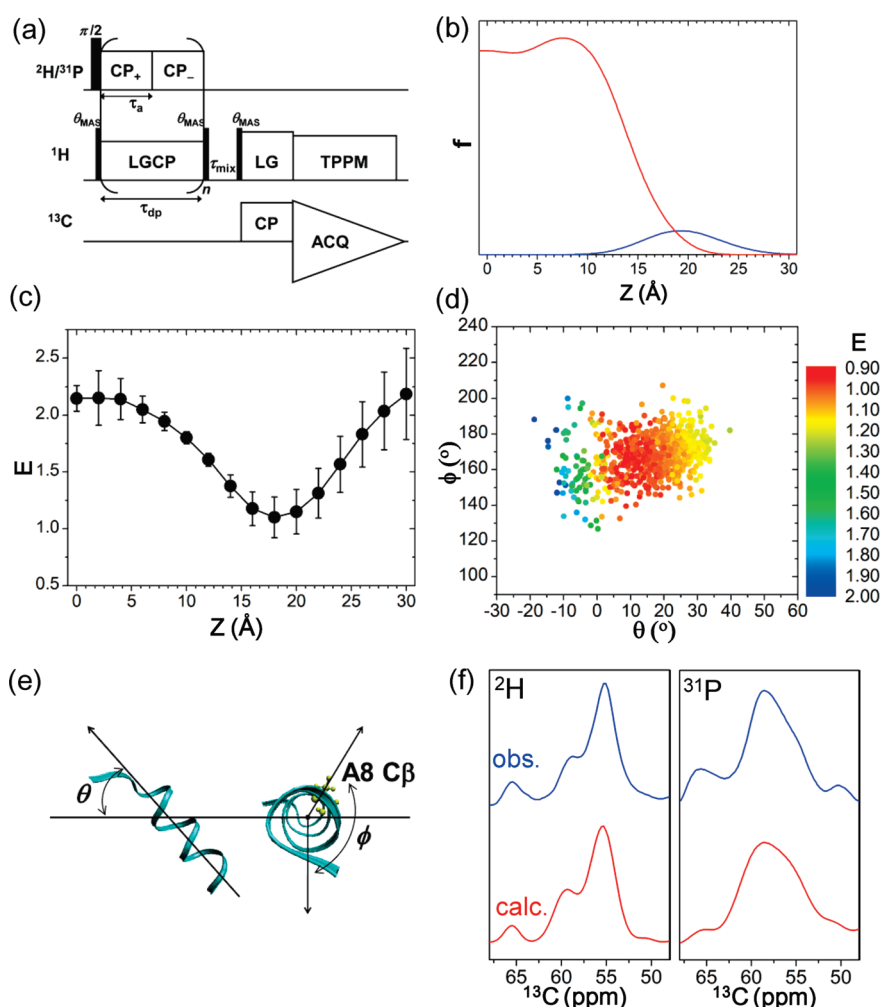 (a)
π/2
²H/³¹P
CP₊
CP₋
τₐ
θMAS
θMAS
θMAS
¹H
LGCP
n
τmix
LG
TPPM
τdp
¹³C
CP
ACQ
(b)
f
0 5 10 15 20 25 30
Z (Å)
(c)
E
2.5
2.0
1.5
1.0
0.5
0 5 10 15 20 25 30
Z (Å)
(d)
ϕ (°)
240
220
200
180
160
140
120
100
-30 -20 -10 0 10 20 30 40 50 60
θ (°)
E
0.90
1.00
1.10
1.20
1.30
1.40
1.50
1.60
1.70
1.80
1.90
2.00
(e)
θ
A8 Cβ
ϕ
(f)
²H
³¹P
obs.
calc.
65 60 55 50
65 60 55 50
¹³C (ppm)
¹³C (ppm)